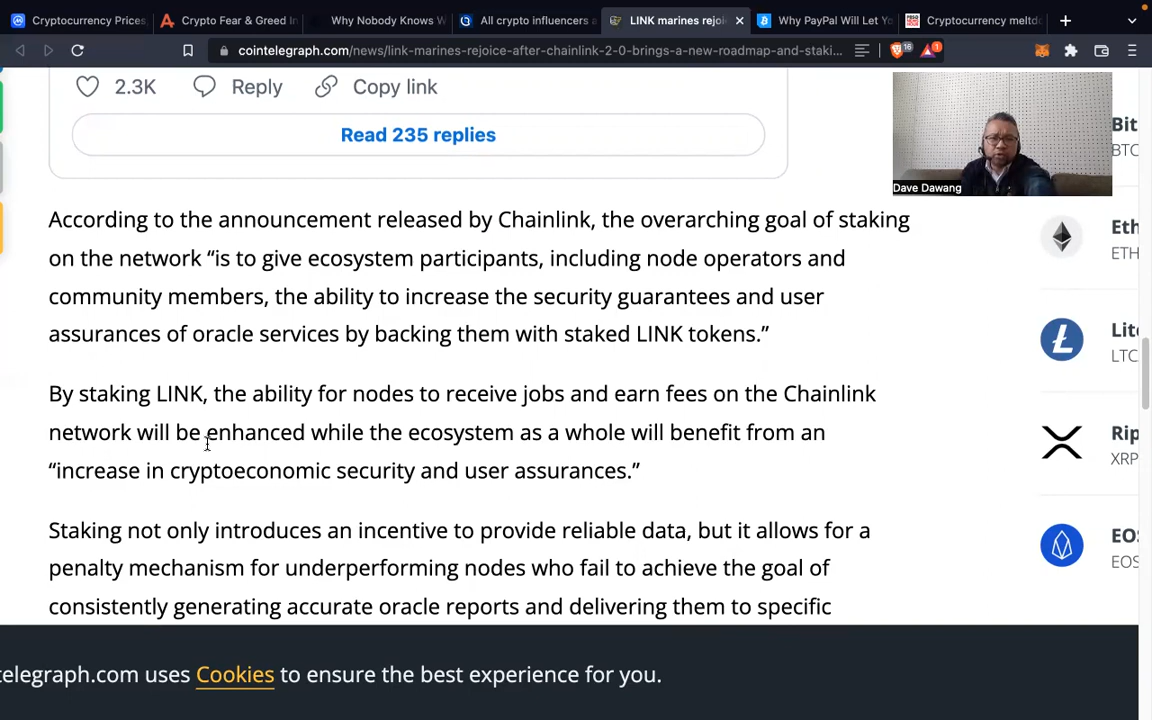 Cryptocurrency Prices,
Crypto Fear & Greed In
Why Nobody Knows W
All crypto influencers a
LINK marines rejoi
Why PayPal Will Let Yo
Cryptocurrency meltdo
cointelegraph.com/news/link-marines-rejoice-after-chainlink-2-0-brings-a-new-roadmap-and-staki...
16
1
2.3K Reply Copy link
Read 235 replies
Dave Dawang
According to the announcement released by Chainlink, the overarching goal of staking
on the network “is to give ecosystem participants, including node operators and
community members, the ability to increase the security guarantees and user
assurances of oracle services by backing them with staked LINK tokens.”
By staking LINK, the ability for nodes to receive jobs and earn fees on the Chainlink
network will be enhanced while the ecosystem as a whole will benefit from an
“increase in cryptoeconomic security and user assurances.”
Staking not only introduces an incentive to provide reliable data, but it allows for a
penalty mechanism for underperforming nodes who fail to achieve the goal of
consistently generating accurate oracle reports and delivering them to specific
Bit
BTC
Eth
ETH
Lite
LTC
Rip
XRP
EOS
EOS
telegraph.com uses Cookies to ensure the best experience for you.